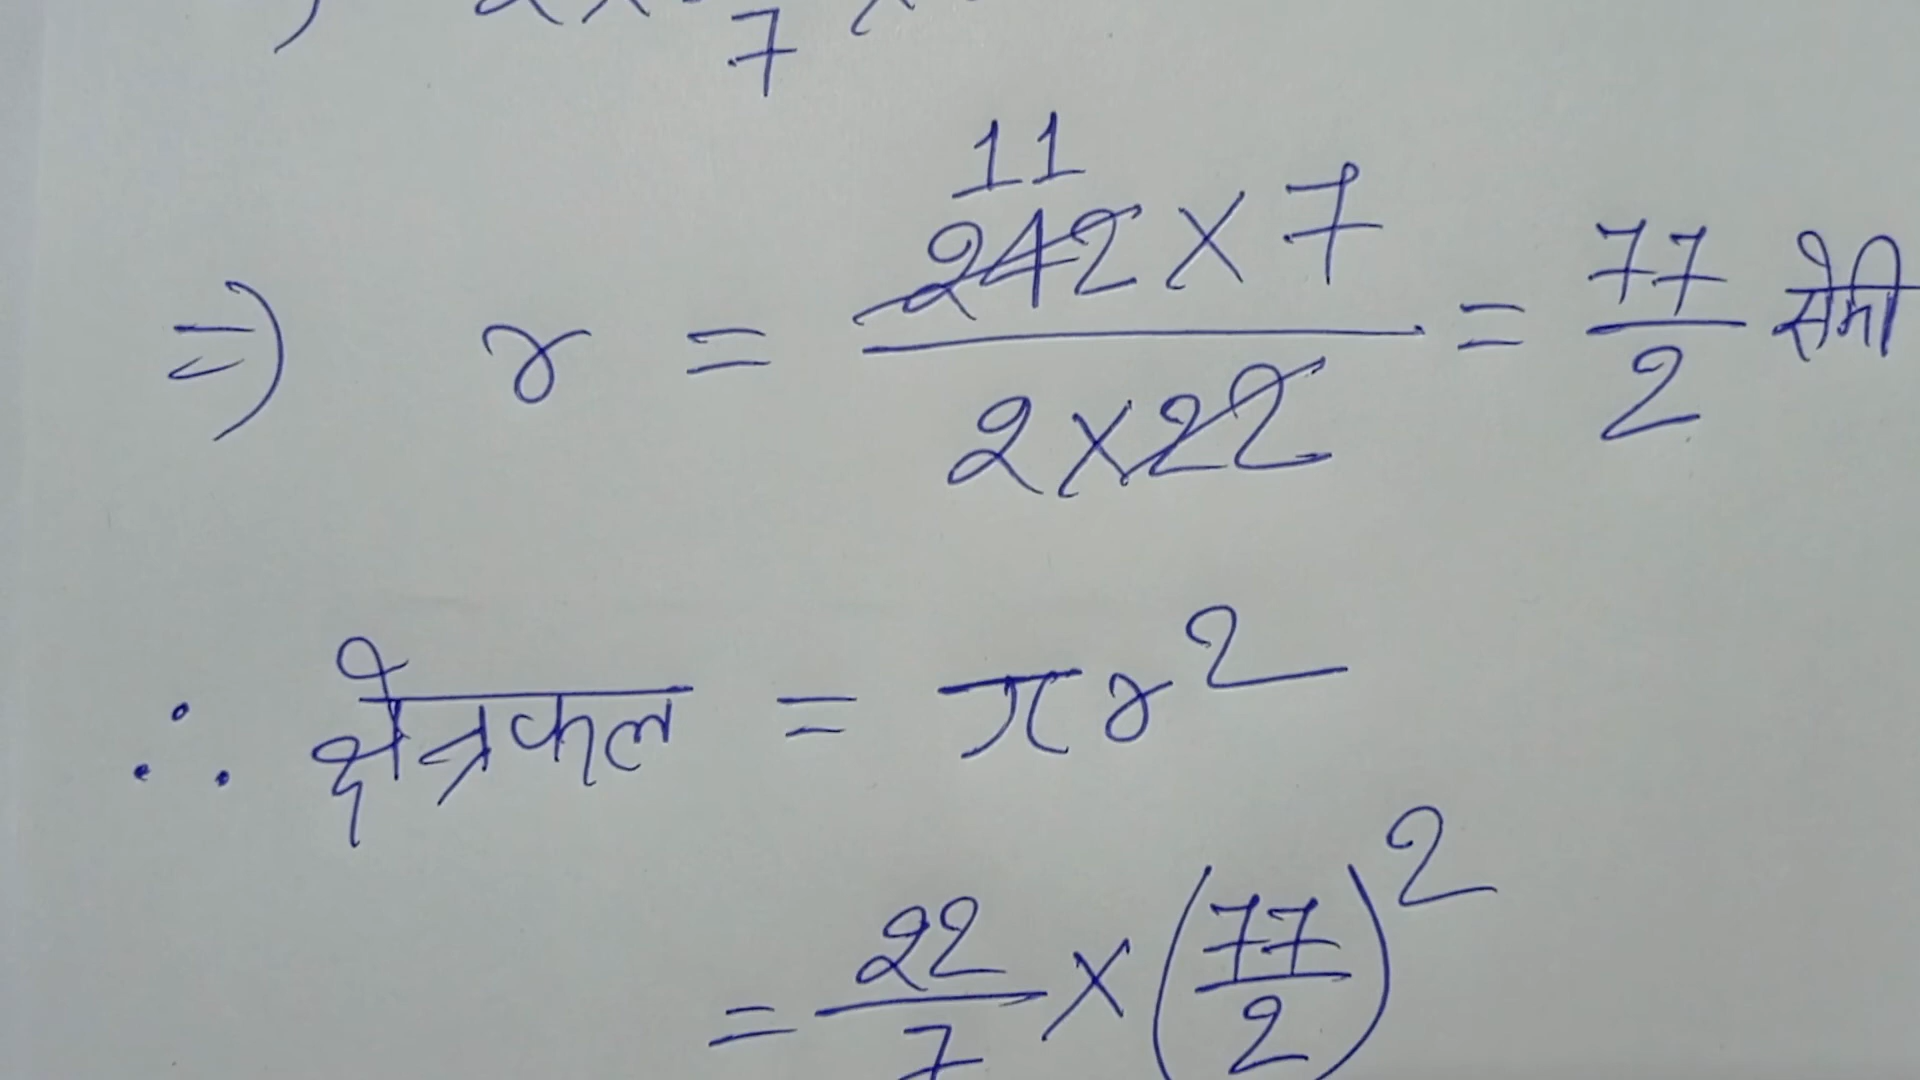 7
⇒ r = 11 242 × 7 / 2 × 22 = 77/2 सेमी
∴ क्षेत्रफल = πr²
= 22/7 × (77/2)²